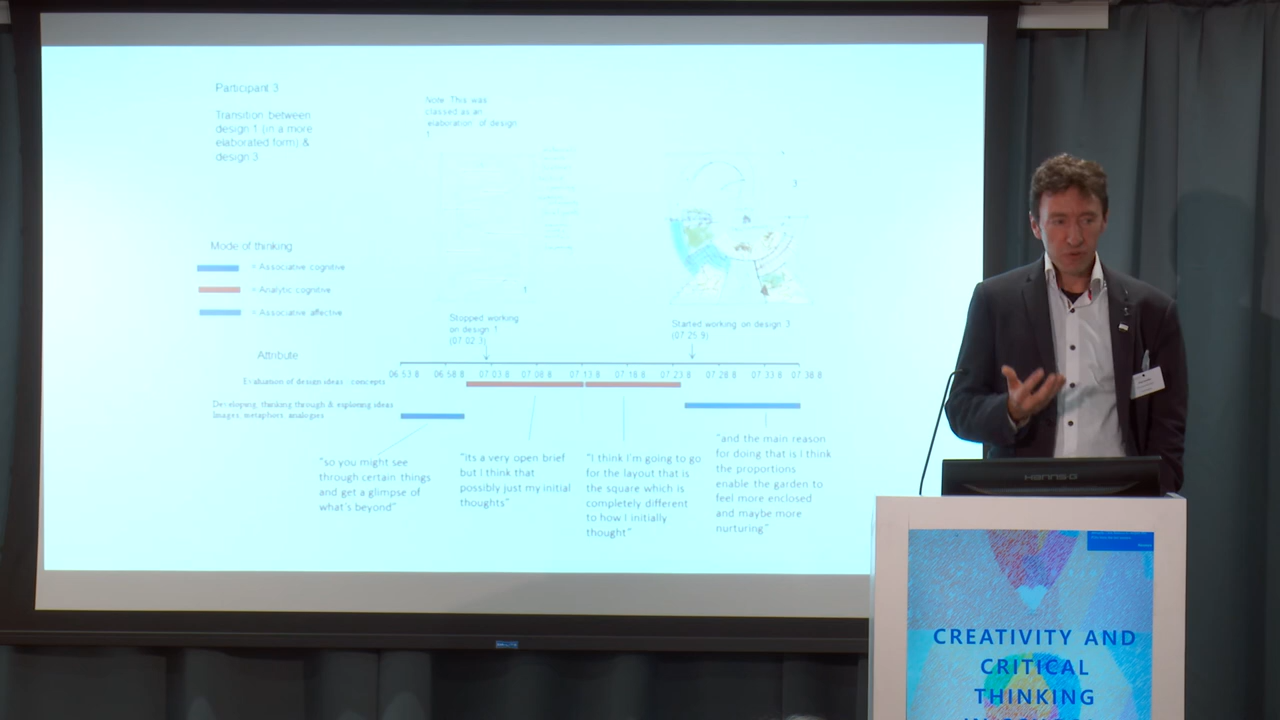 Participant 3
Transition between
design 1 (in a more
elaborated form) &
design 3.
Note: This was
classed as an
'elaboration' of design
1
3
1
Mode of thinking
= Associative cognitive
= Analytic cognitive
= Associative affective
Stopped working
on design 1
(07.02.3)
Started working on design 3
(07.25.9)
Attribute
06.53.8 06.58.8 07.03.8 07.08.8 07.13.8 07.18.8 07.23.8 07.28.8 07.33.8 07.38.8
Evaluation of design ideas, concepts
Developing, thinking through & exploring ideas
Images, metaphors, analogies
"so you might see
through certain things
and get a glimpse of
what's beyond"
"its a very open brief
but I think that
possibly just my initial
thoughts"
"I think I'm going to go
for the layout that is
the square which is
completely different
to how I initially
thought"
"and the main reason
for doing that is I think
the proportions
enable the garden to
feel more enclosed
and maybe more
nurturing"
HANNS-G
CREATIVITY AND
CRITICAL
THINKING